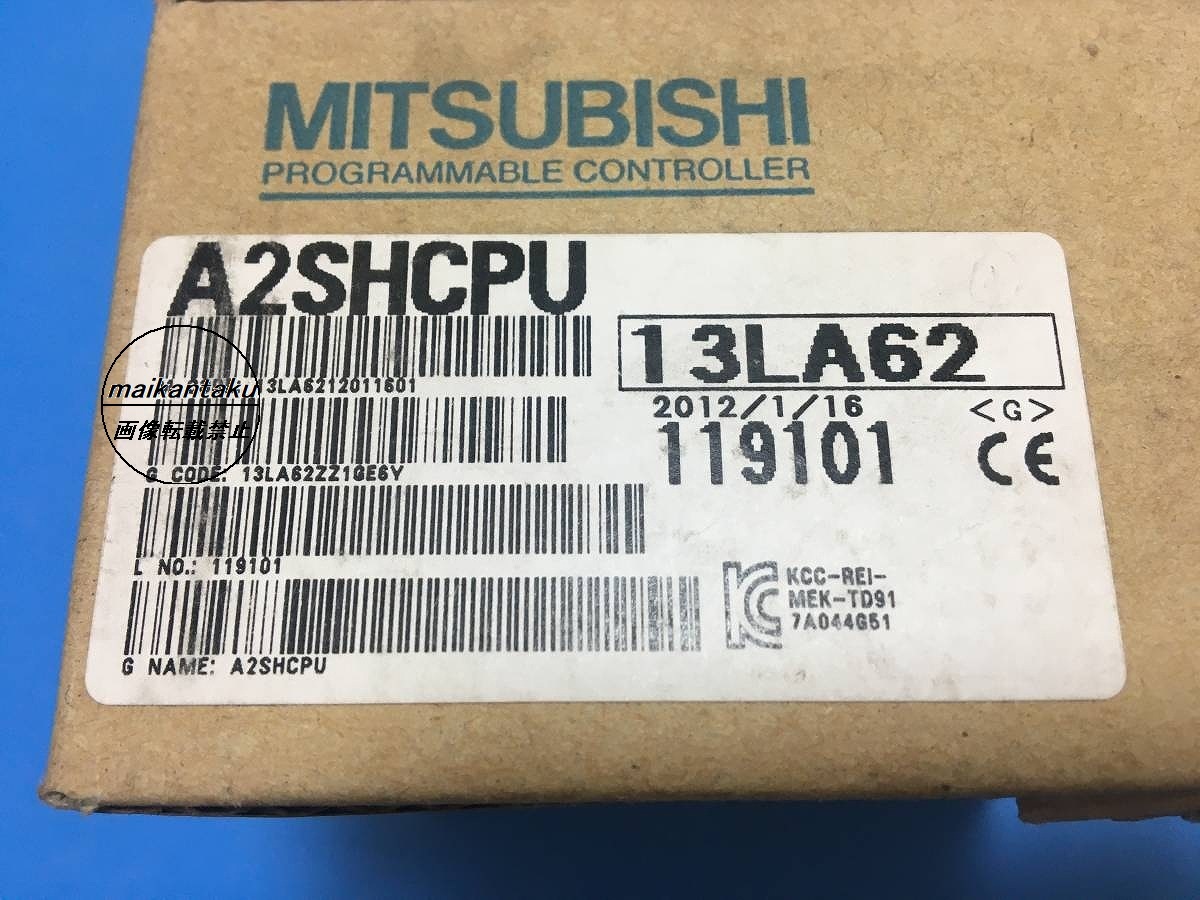 MITSUBISHI
PROGRAMMABLE CONTROLLER
A2SHCPU
13LA62
13LA6212011601
2012/1/16 <G>
119101 CE
G CODE: 13LA62ZZ1GE6Y
L NO.: 119101
KCC-REI-
MEK-TD91
7A044G51
G NAME: A2SHCPU
maikantaku
画像転載禁止